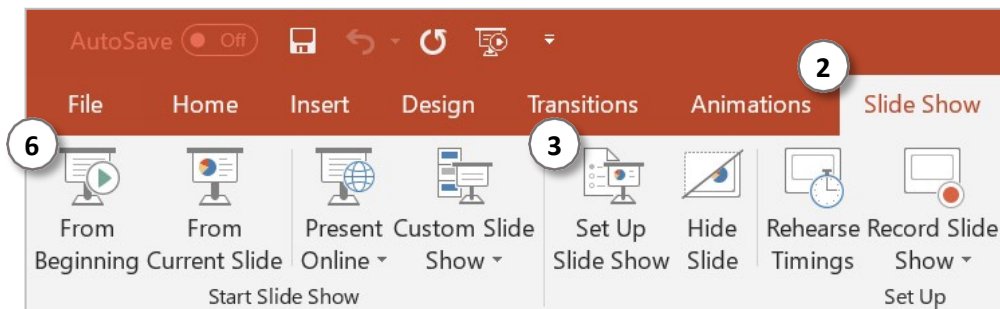 AutoSave Off
2
File Home Insert Design Transitions Animations Slide Show
6 3
From Beginning From Current Slide Present Online Custom Slide Show Set Up Slide Show Hide Slide Rehearse Timings Record Slide Show
Start Slide Show Set Up